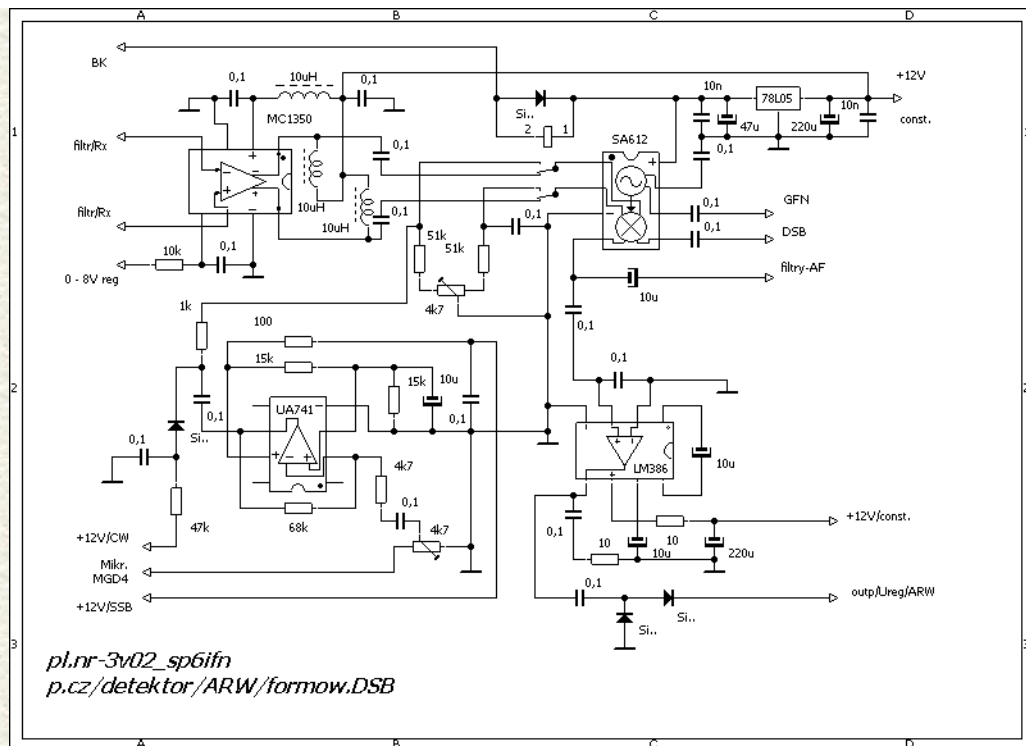 A B C D
BK
0,1
10uH
0,1
+12V
10n
78L05
10n
1
MC1350
Si..
2 1
47u
220u
const.
1
filtr/Rx
0,1
SA612
0,1
10uH
GFN
0,1
filtr/Rx
10uH
0,1
0,1
DSB
0,1
51k
51k
10k
0,1
filtry-AF
0 - 8V reg
4k7
10u
1k
100
0,1
15k
0,1
2
10u
15k
2
0,1
UA741
0,1
Si..
0,1
LM386
10u
4k7
0,1
47k
68k
4k7
0,1
+12V/const.
10
+12V/CW
10
10u
220u
Mikr.
MGD4
0,1
outp/Ureg/ARW
+12V/SSB
Si..
Si..
3
3
pl.nr-3v02_sp6ifn
p.cz/detektor/ARW/formow.DSB
A B C D